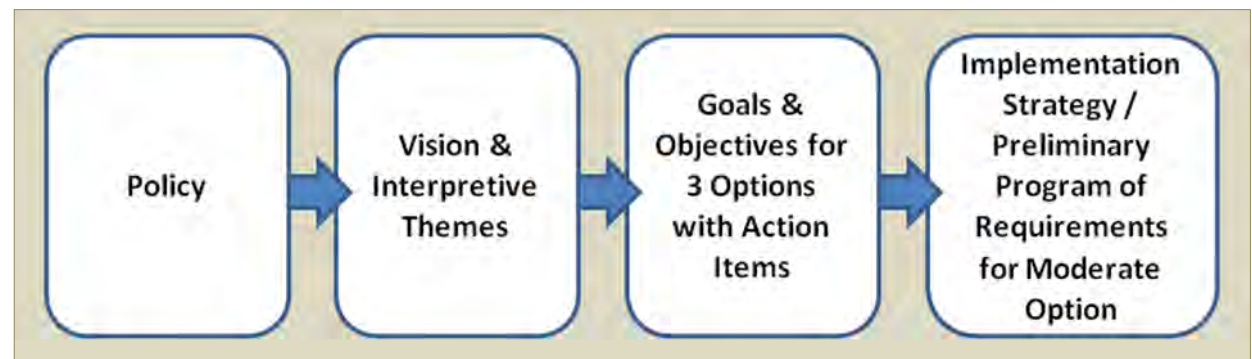 Policy
Vision &
Interpretive
Themes
Goals &
Objectives for
3 Options
with Action
Items
Implementation
Strategy /
Preliminary
Program of
Requirements
for Moderate
Option